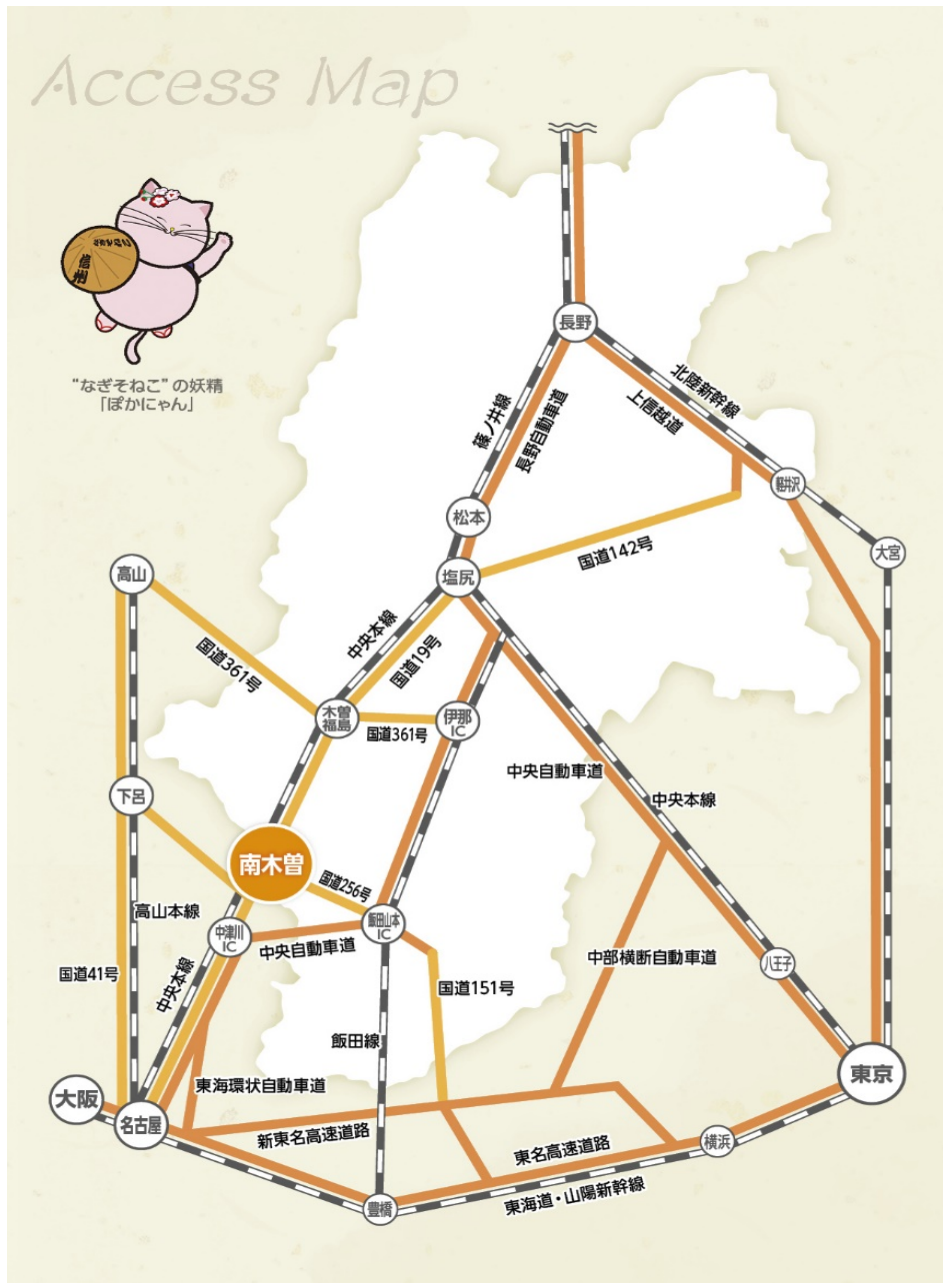 Access Map
信州
"なぎそねこ"の妖精
「ぽかにゃん」
長野
北陸新幹線
上信越道
篠ノ井線
長野自動車道
軽井沢
松本
大宮
国道142号
高山
塩尻
中央本線
国道19号
国道361号
木曽
福島
国道361号
伊那
IC
中央自動車道
中央本線
下呂
南木曽
国道256号
高山本線
中津川
IC
飯田山本
IC
中央自動車道
中部横断自動車道
八王子
国道41号
中央本線
国道151号
飯田線
東海環状自動車道
東京
大阪
名古屋
新東名高速道路
東名高速道路
横浜
東海道・山陽新幹線
豊橋